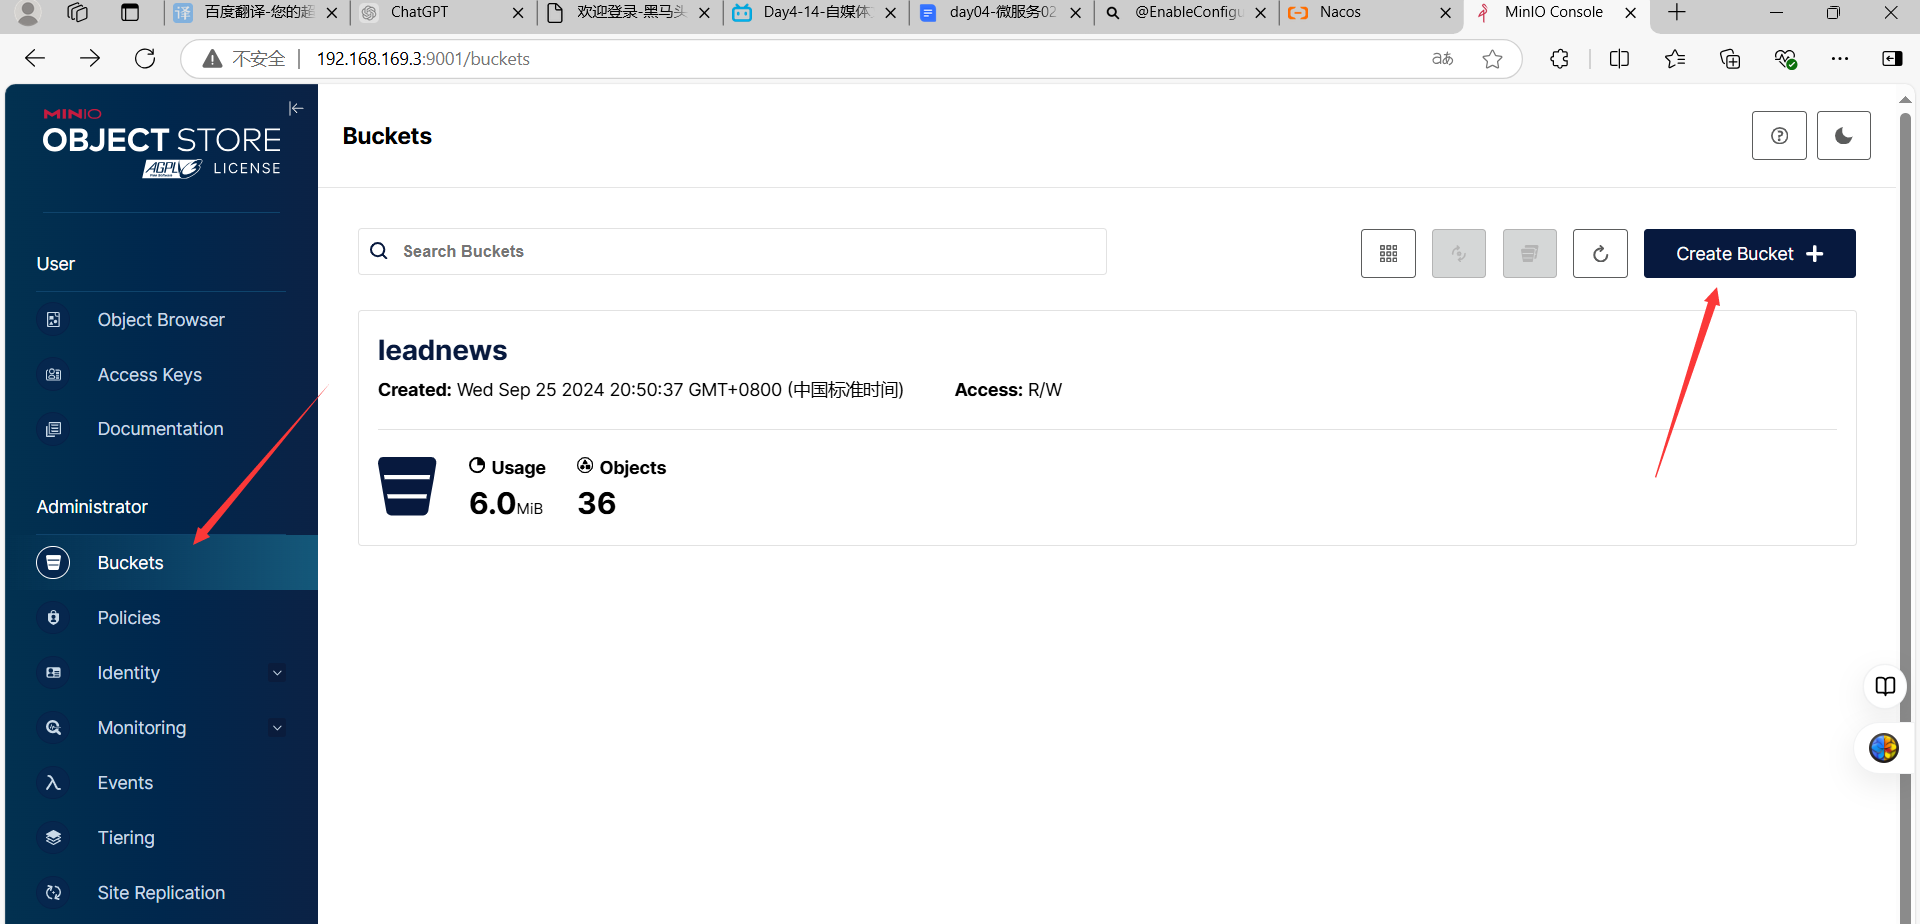 百度翻译-您的超
ChatGPT
欢迎登录-黑马头
Day4-14-自媒体
day04-微服务02
@EnableConfigu
Nacos
MinIO Console
不安全
192.168.169.3:9001/buckets
MINIO
OBJECT STORE
AGPLV3 LICENSE
Buckets
User
Search Buckets
Create Bucket
Object Browser
Access Keys
Documentation
leadnews
Created: Wed Sep 25 2024 20:50:37 GMT+0800 (中国标准时间) Access: R/W
Usage
Objects
6.0MiB
36
Administrator
Buckets
Policies
Identity
Monitoring
Events
Tiering
Site Replication